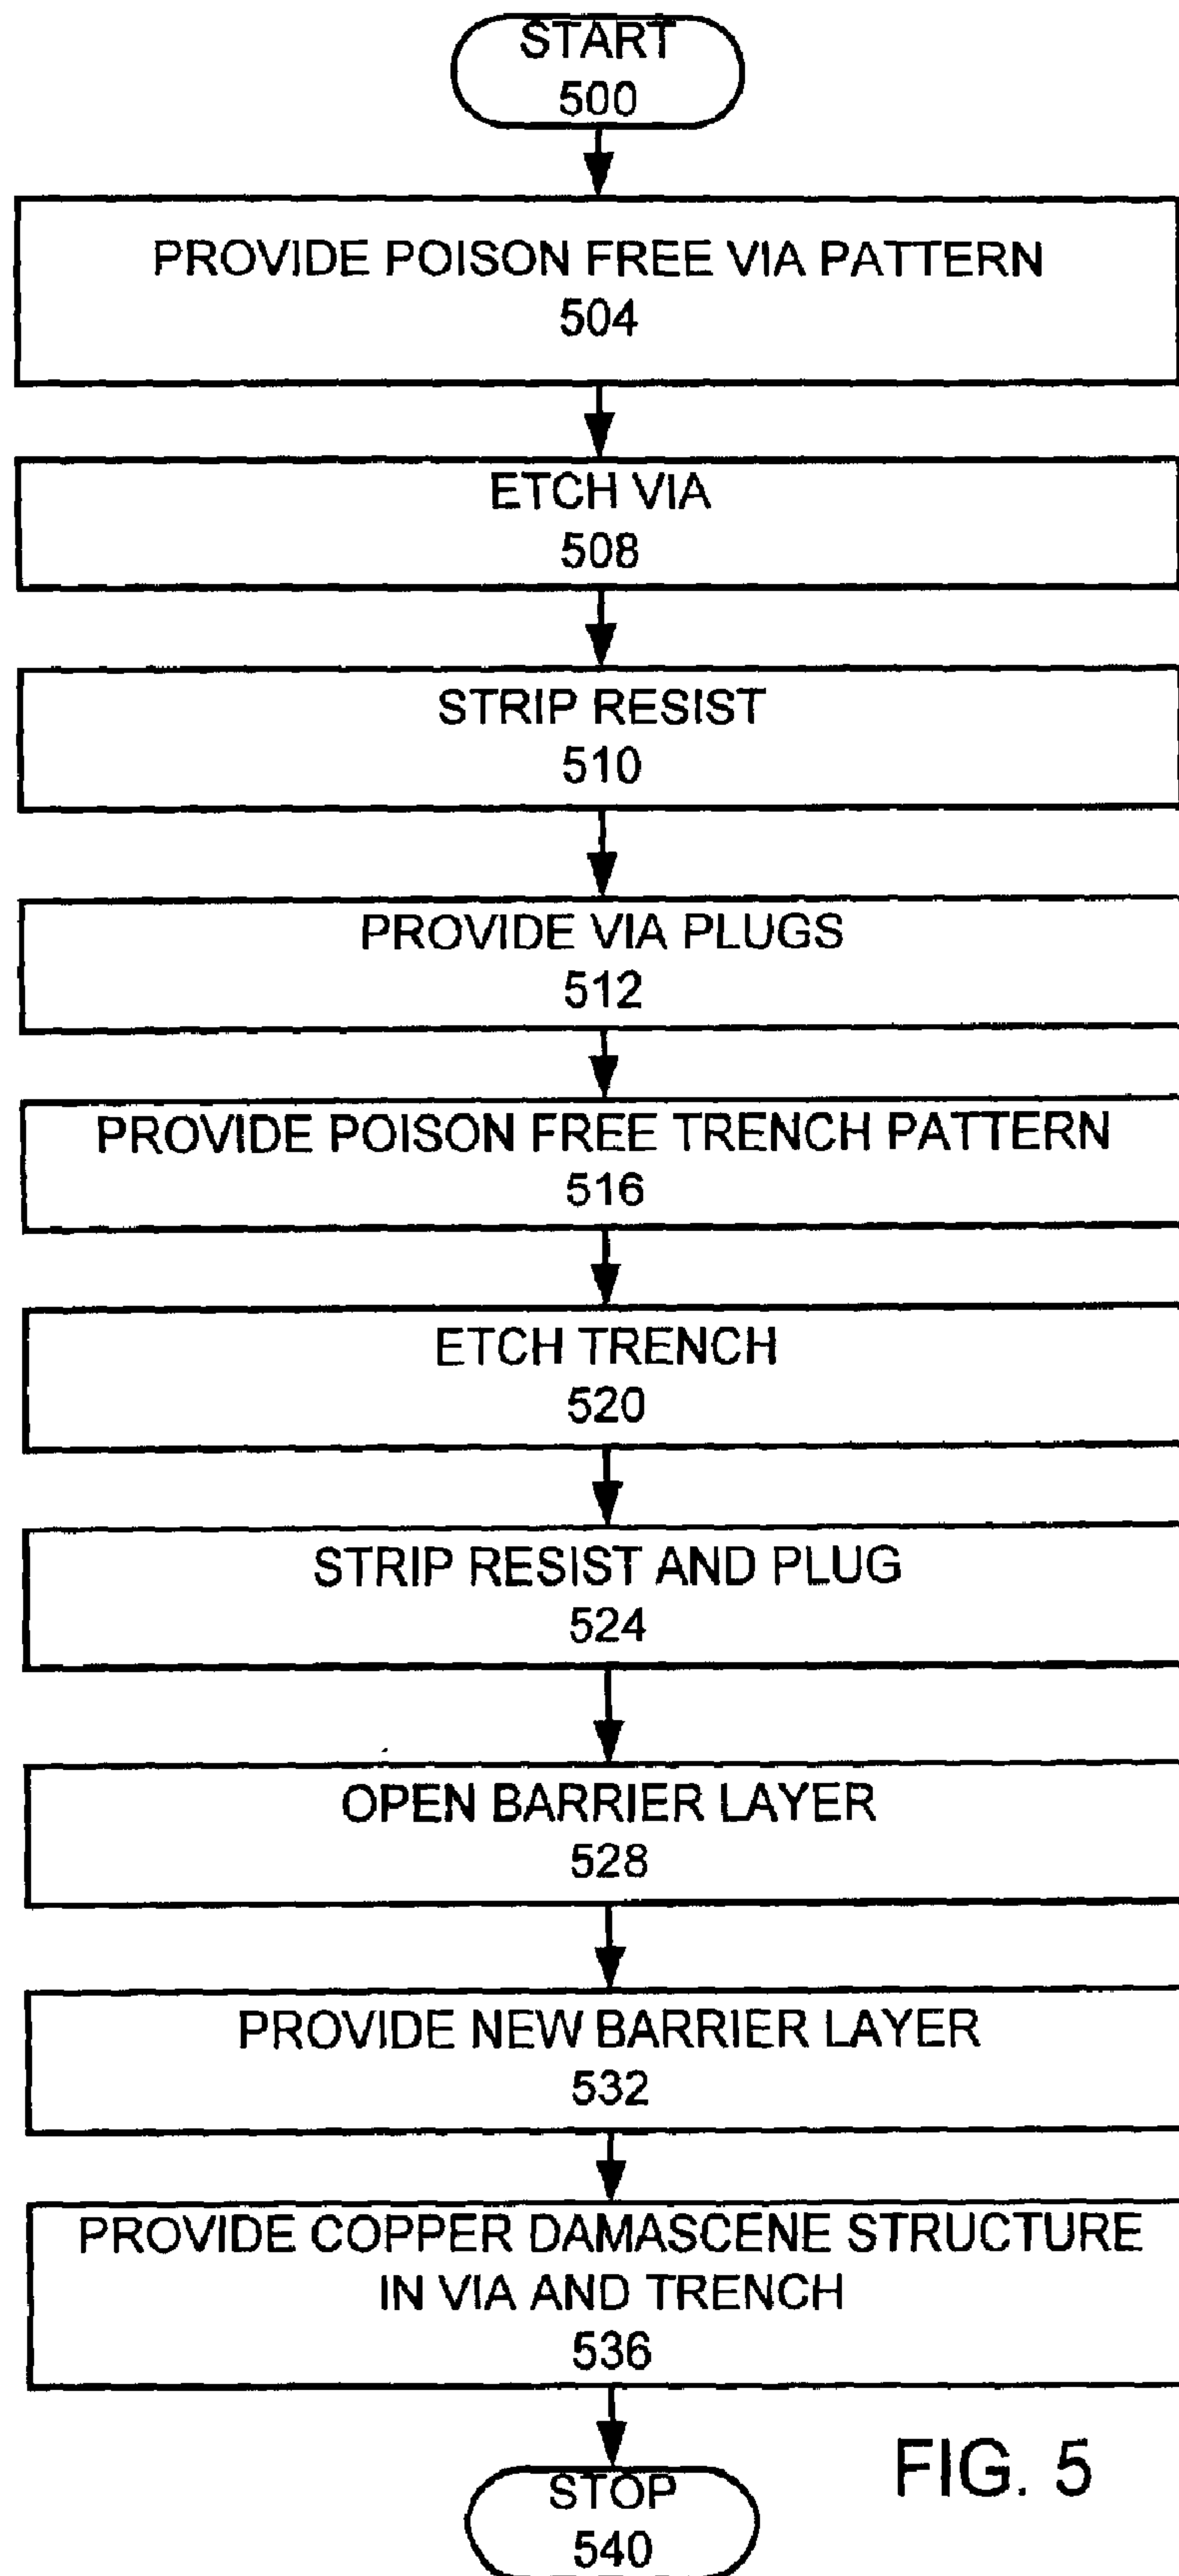 START
500
PROVIDE POISON FREE VIA PATTERN
504
ETCH VIA
508
STRIP RESIST
510
PROVIDE VIA PLUGS
512
PROVIDE POISON FREE TRENCH PATTERN
516
ETCH TRENCH
520
STRIP RESIST AND PLUG
524
OPEN BARRIER LAYER
528
PROVIDE NEW BARRIER LAYER
532
PROVIDE COPPER DAMASCENE STRUCTURE
IN VIA AND TRENCH
536
STOP
540
FIG. 5